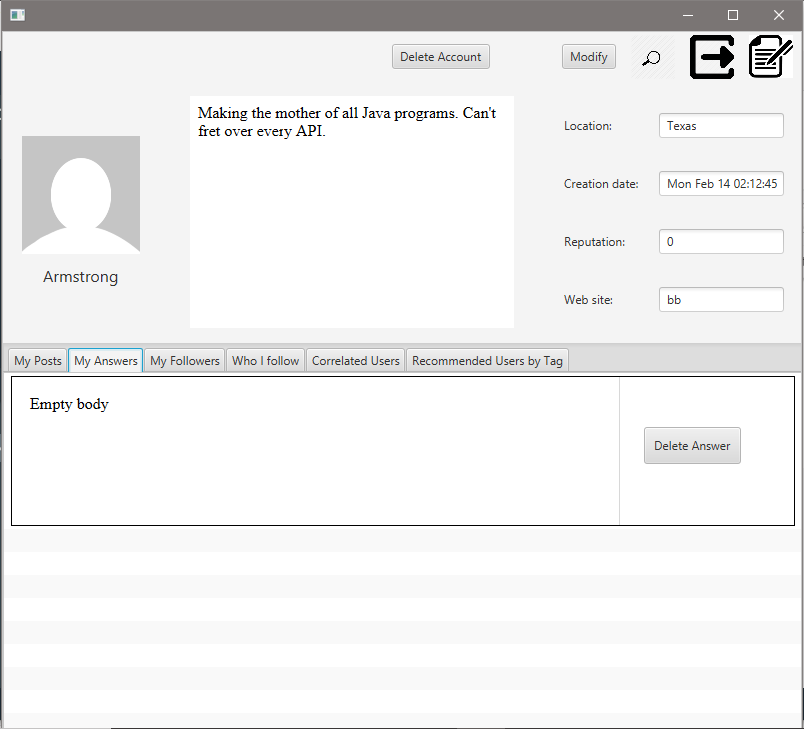 Delete Account
Modify
Making the mother of all Java programs. Can't
fret over every API.
Armstrong
Location:
Texas
Creation date:
Mon Feb 14 02:12:45
Reputation:
0
Web site:
bb
My Posts
My Answers
My Followers
Who I follow
Correlated Users
Recommended Users by Tag
Empty body
Delete Answer